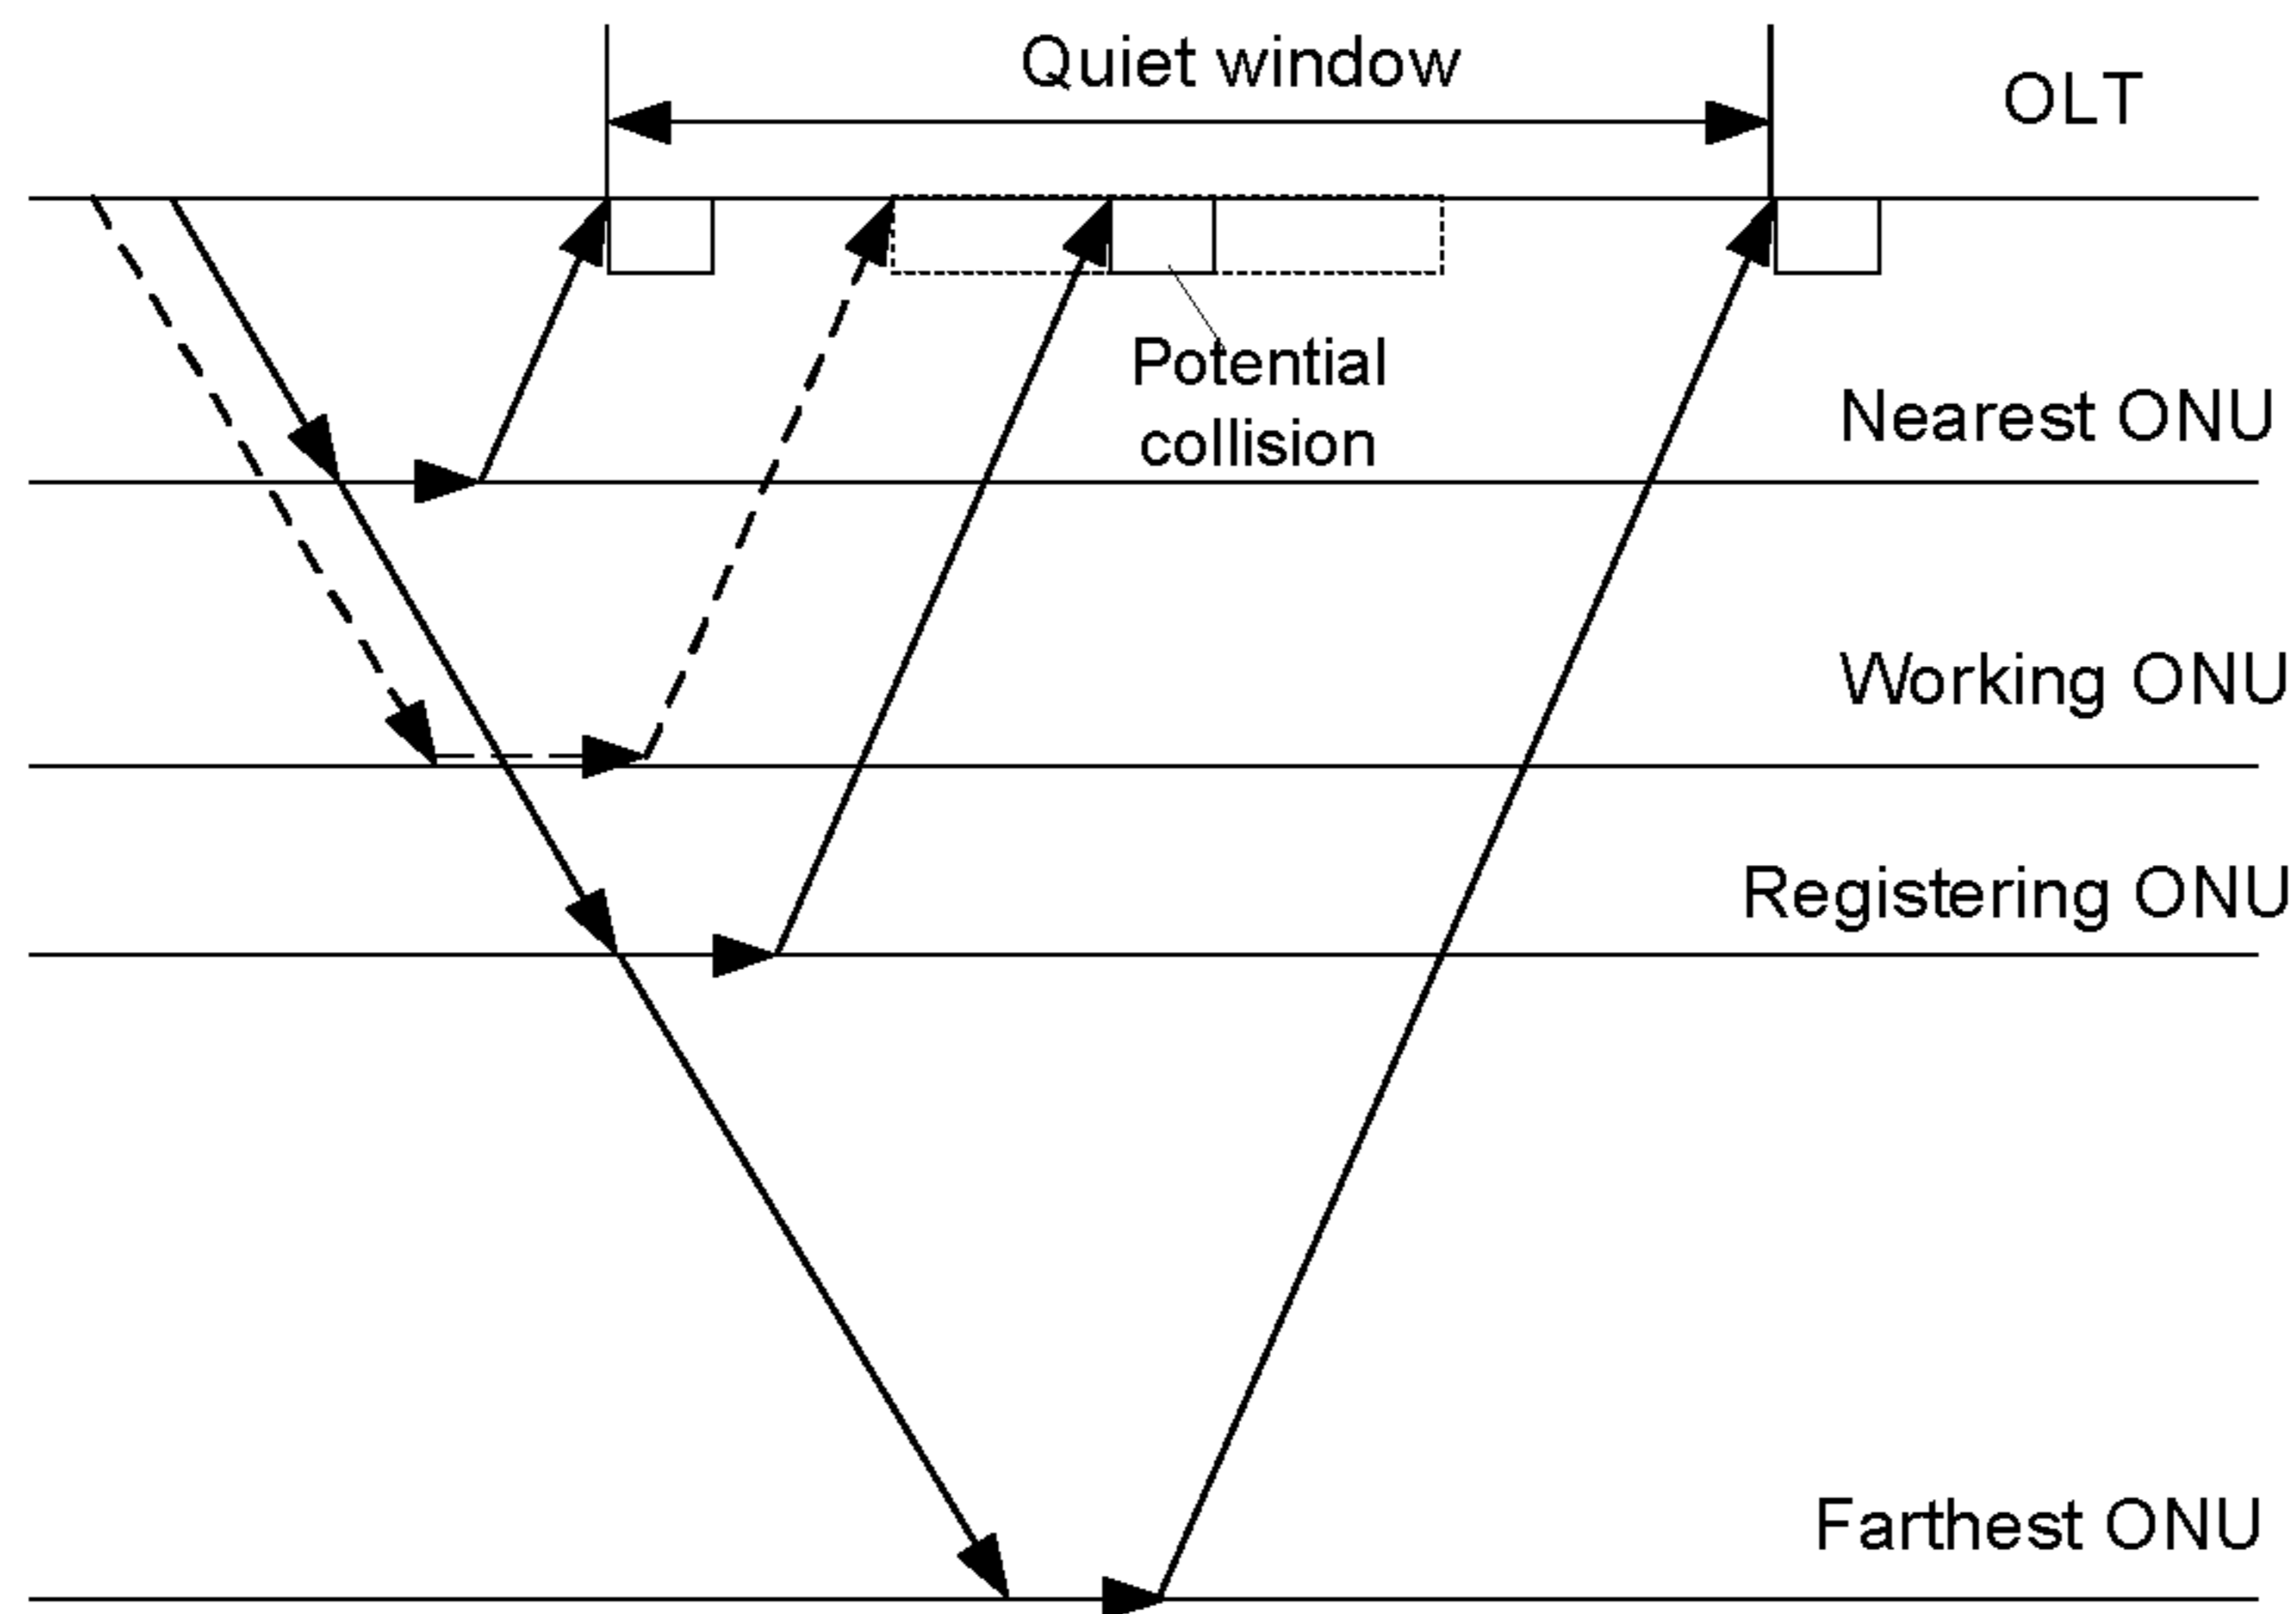 Quiet window
OLT
Potential
collision
Nearest ONU
Working ONU
Registering ONU
Farthest ONU